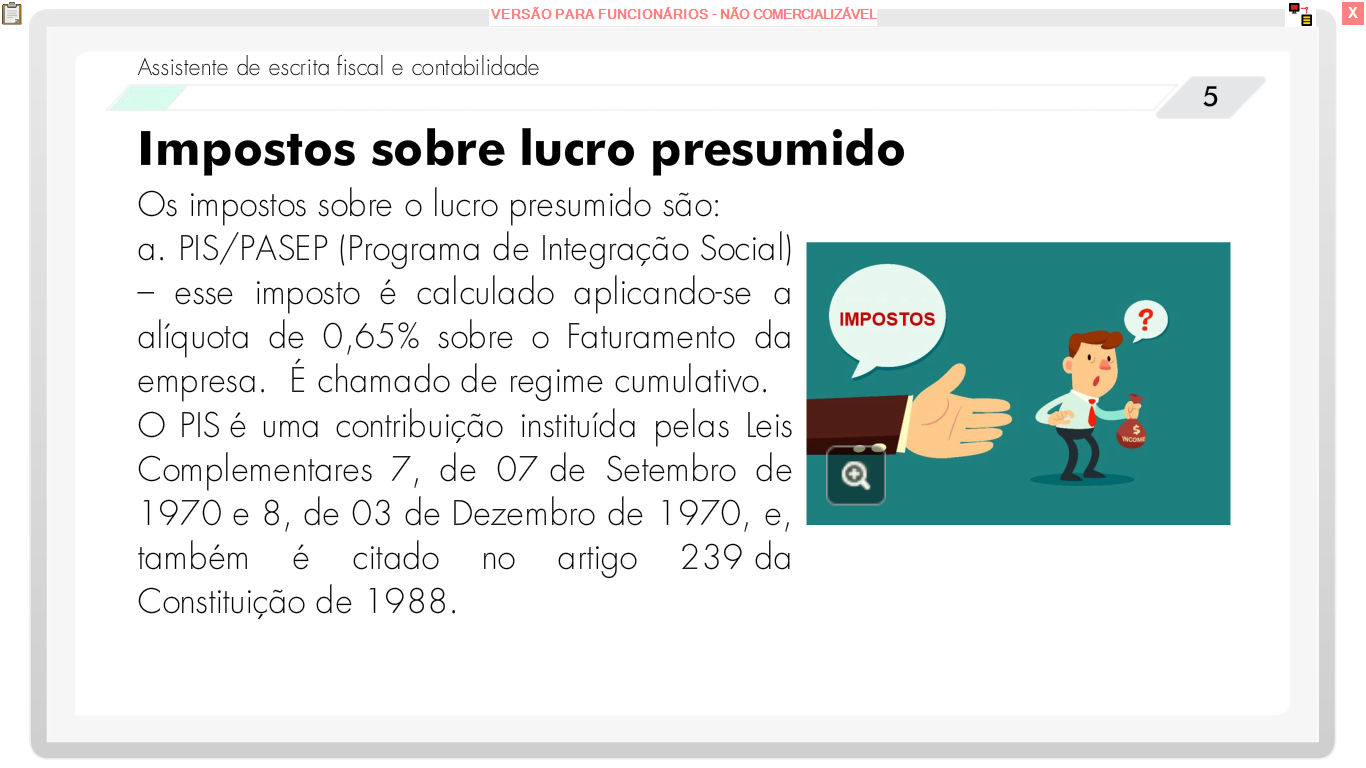 VERSÃO PARA FUNCIONÁRIOS - NÃO COMERCIALIZÁVEL
X
Assistente de escrita fiscal e contabilidade
5
Impostos sobre lucro presumido
Os impostos sobre o lucro presumido são:
a. PIS/PASEP (Programa de Integração Social)
– esse imposto é calculado aplicando-se a
alíquota de 0,65% sobre o Faturamento da
empresa. É chamado de regime cumulativo.
O PIS é uma contribuição instituída pelas Leis
Complementares 7, de 07 de Setembro de
1970 e 8, de 03 de Dezembro de 1970, e,
também é citado no artigo 239 da
Constituição de 1988.
IMPOSTOS
?
$
INCOME